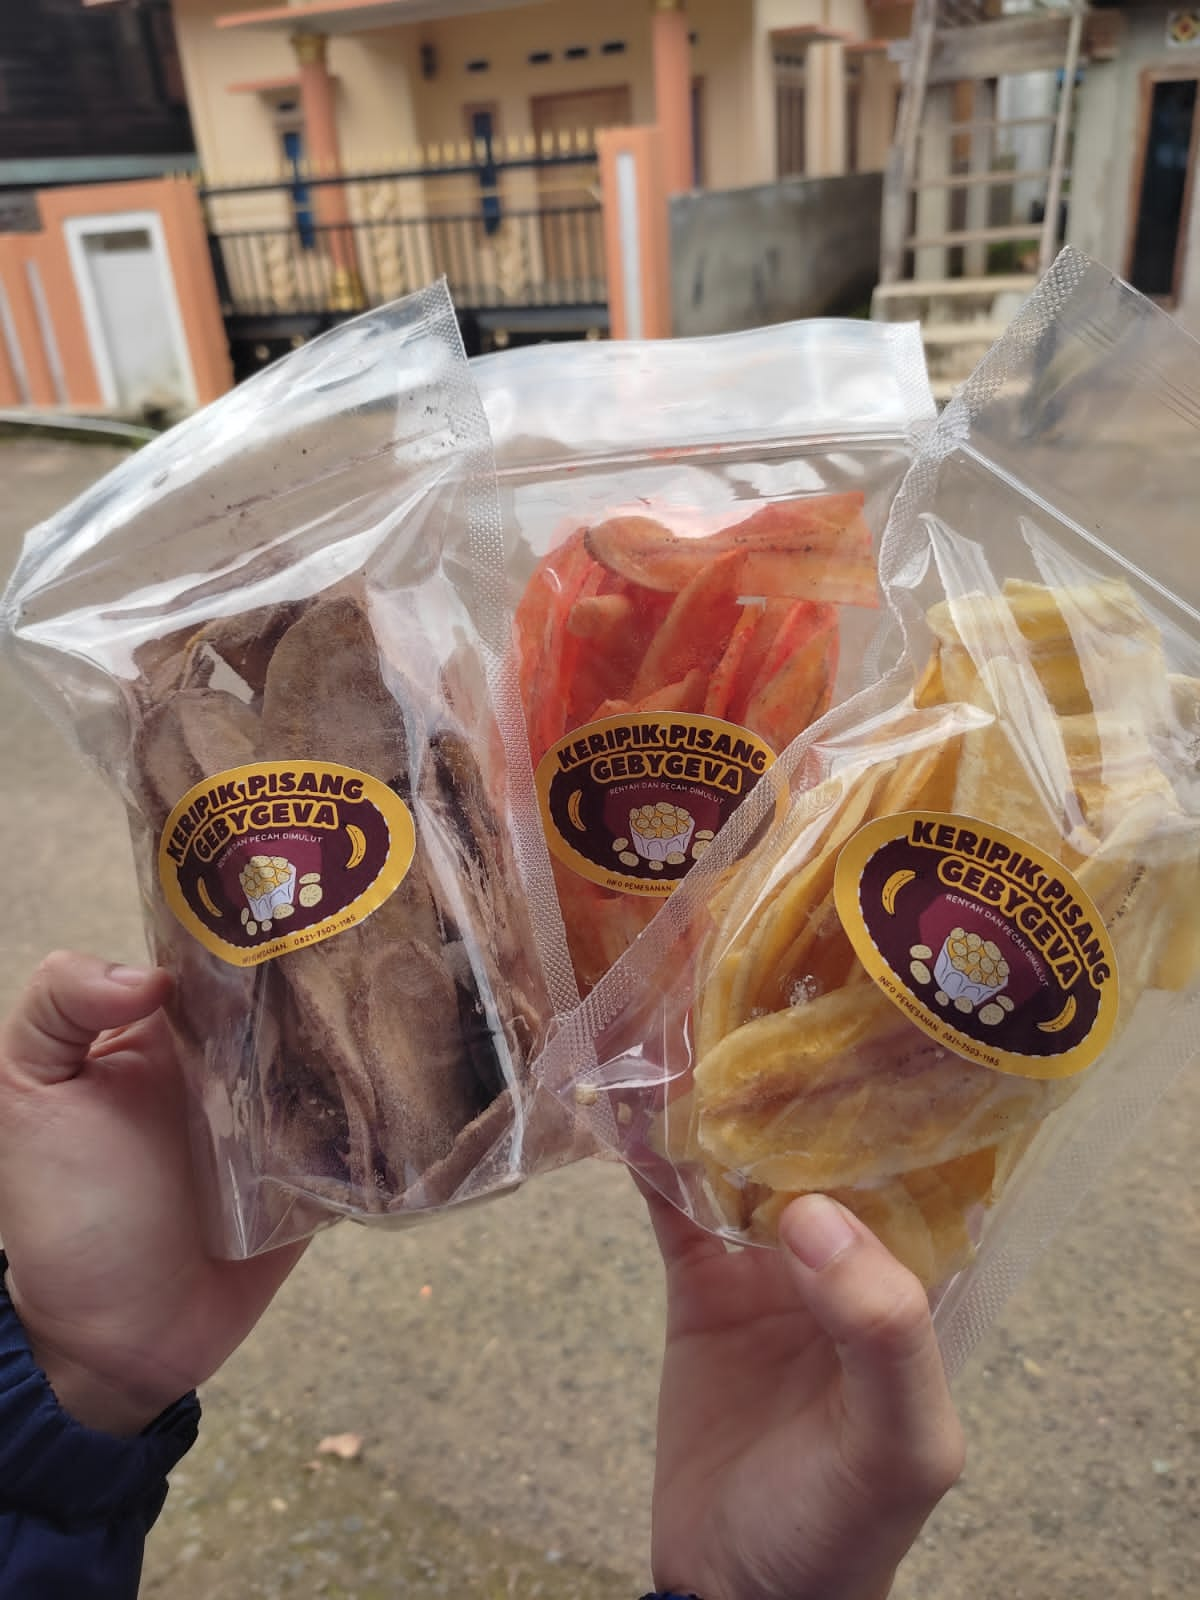 KERIPIK PISANG
GEBYGEVA
RENYAH DAN PECAH DIMULUT
INFO PEMESANAN. 0821-7503-1185
KERIPIK PISANG
GEBYGEVA
RENYAH DAN PECAH DIMULUT
INFO PEMESANAN.
KERIPIK PISANG
GEBYGEVA
RENYAH DAN PECAH DIMULUT
INFO PEMESANAN. 0821-7503-1185